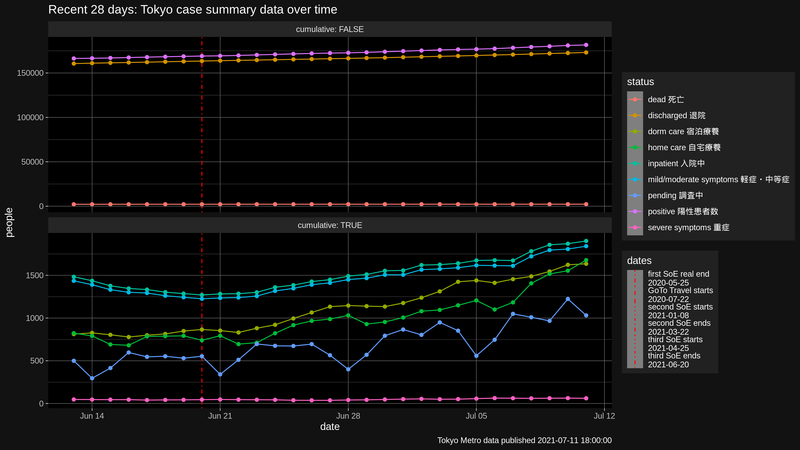 Recent 28 days: Tokyo case summary data over time
cumulative: FALSE
150000
100000
50000
0
cumulative: TRUE
1500
1000
500
0
people
Jun 14
Jun 21
Jun 28
Jul 05
Jul 12
date
Tokyo Metro data published 2021-07-11 18:00:00
status
dead 死亡
discharged 退院
dorm care 宿泊療養
home care 自宅療養
inpatient 入院中
mild/moderate symptoms 軽症・中等症
pending 調査中
positive 陽性患者数
severe symptoms 重症
dates
first SoE real end
2020-05-25
GoTo Travel starts
2020-07-22
second SoE starts
2021-01-08
second SoE ends
2021-03-22
third SoE starts
2021-04-25
third SoE ends
2021-06-20